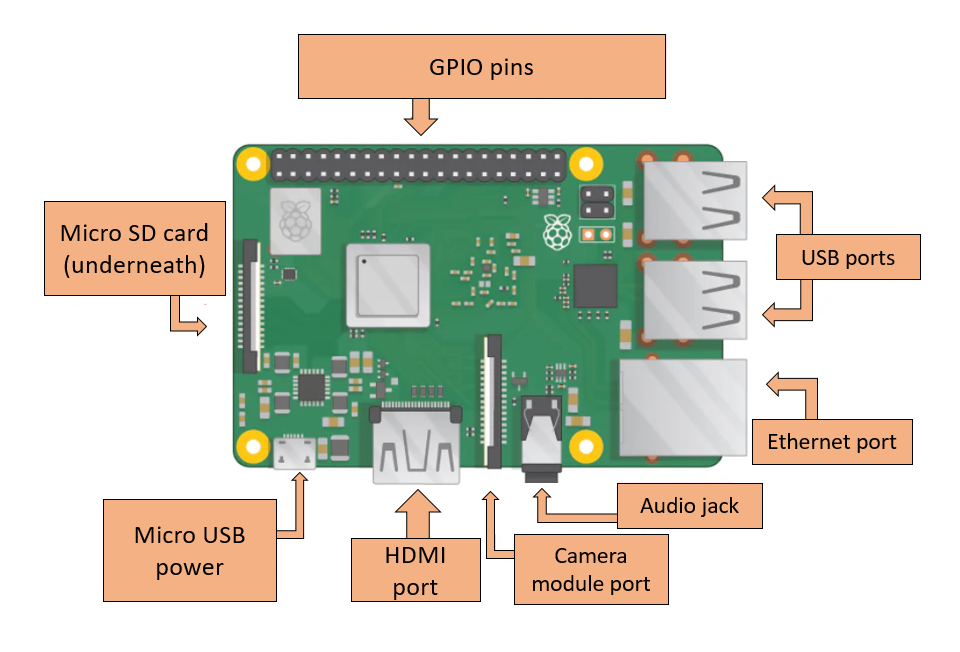 GPIO pins
Micro SD card
(underneath)
USB ports
Ethernet port
Audio jack
Micro USB
power
HDMI
port
Camera
module port